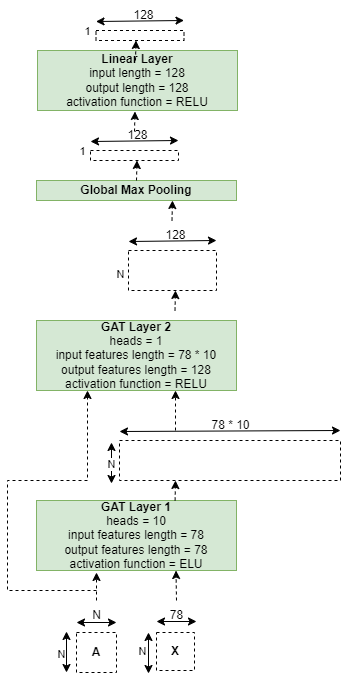 128
1
Linear Layer
input length = 128
output length = 128
activation function = RELU
128
1
Global Max Pooling
128
N
GAT Layer 2
heads = 1
input features length = 78 * 10
output features length = 128
activation function = RELU
78 * 10
N
GAT Layer 1
heads = 10
input features length = 78
output features length = 78
activation function = ELU
N
78
N
A
N
X